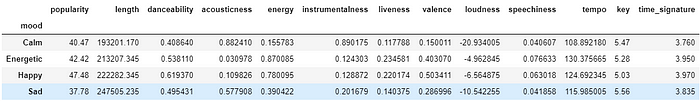 popularity length danceability acousticness energy instrumentalness liveness valence loudness speechiness tempo key time_signature
mood
Calm 40.47 193201.170 0.408640 0.882410 0.155783 0.890175 0.117788 0.150011 -20.934005 0.040607 108.892180 5.47 3.760
Energetic 42.42 213207.345 0.538110 0.030978 0.870085 0.124303 0.234581 0.403070 -4.962845 0.076633 130.375665 5.28 3.950
Happy 47.48 222282.345 0.619370 0.109826 0.780095 0.128872 0.220174 0.503411 -6.564875 0.063018 124.692345 5.03 3.970
Sad 37.78 247505.235 0.495431 0.577908 0.390422 0.201679 0.140375 0.286996 -10.542255 0.041858 115.985005 5.56 3.835